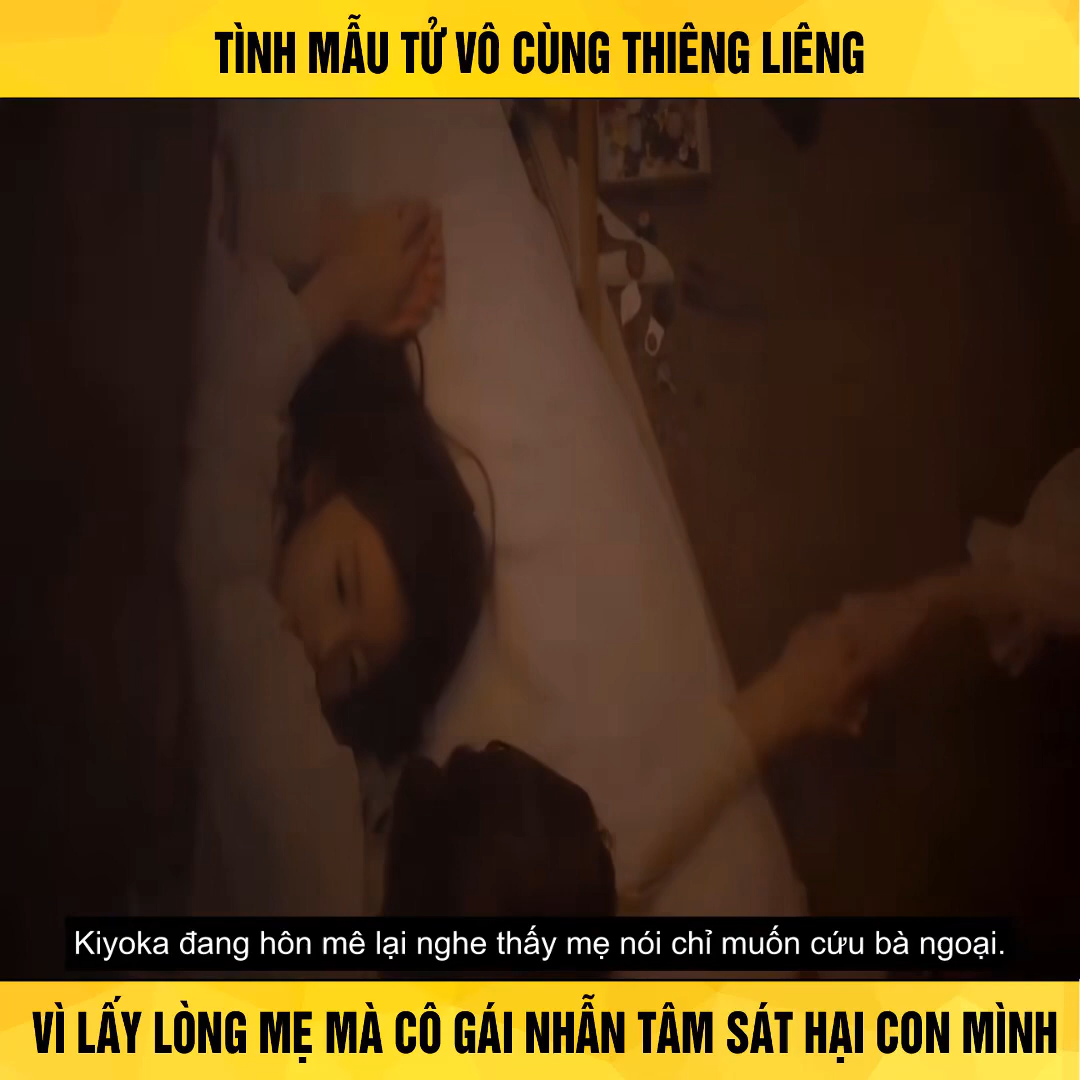 TÌNH MẪU TỬ VÔ CÙNG THIÊNG LIÊNG
Kiyoka đang hôn mê lại nghe thấy mẹ nói chỉ muốn cứu bà ngoại.
VÌ LẤY LÒNG MẸ MÀ CÔ GÁI NHẪN TÂM SÁT HẠI CON MÌNH